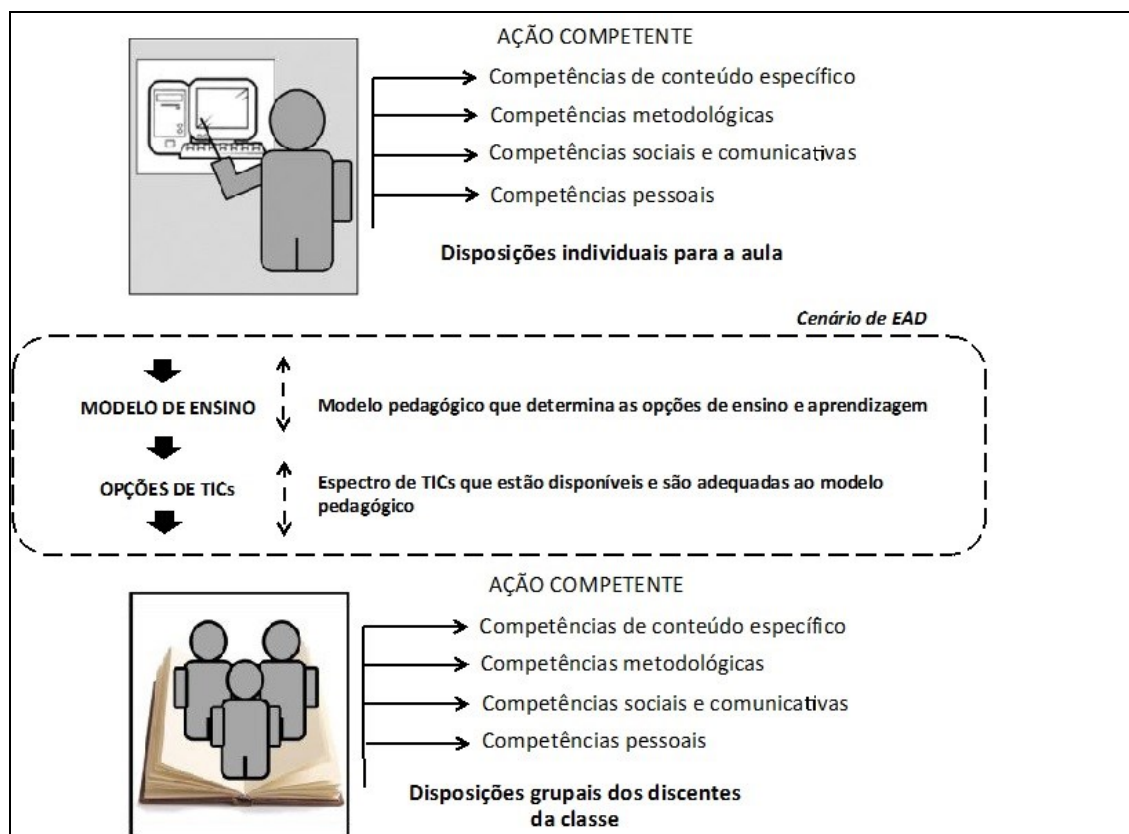 AÇÃO COMPETENTE
Competências de conteúdo específico
Competências metodológicas
Competências sociais e comunicativas
Competências pessoais
Disposições individuais para a aula
Cenário de EAD
MODELO DE ENSINO
Modelo pedagógico que determina as opções de ensino e aprendizagem
OPÇÕES DE TICs
Espectro de TICs que estão disponíveis e são adequadas ao modelo
pedagógico
AÇÃO COMPETENTE
Competências de conteúdo específico
Competências metodológicas
Competências sociais e comunicativas
Competências pessoais
Disposições grupais dos discentes
da classe